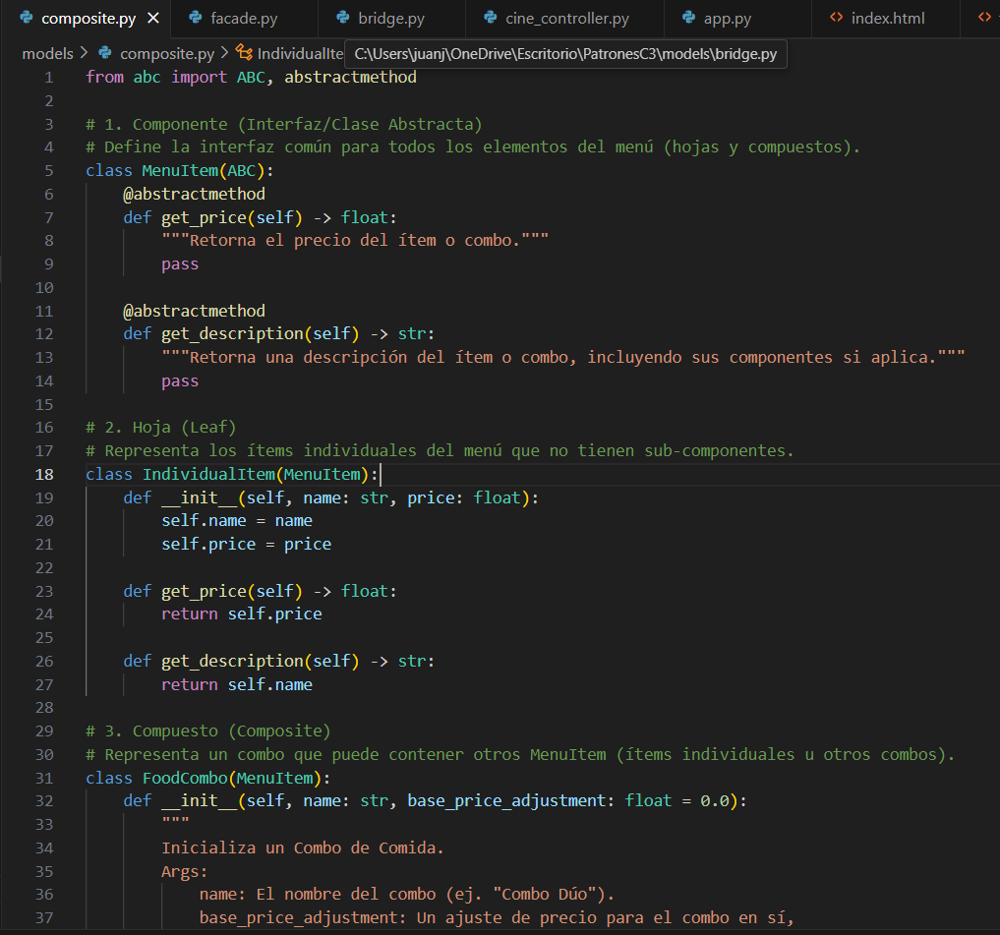 composite.py facade.py bridge.py cine_controller.py app.py index.html
models > composite.py > IndividualIte C:\Users\juanj\OneDrive\Escritorio\PatronesC3\models\bridge.py
1 from abc import ABC, abstractmethod
2
3 # 1. Componente (Interfaz/Clase Abstracta)
4 # Define la interfaz común para todos los elementos del menú (hojas y compuestos).
5 class MenuItem(ABC):
6     @abstractmethod
7     def get_price(self) -> float:
8         """Retorna el precio del ítem o combo."""
9         pass
10
11     @abstractmethod
12     def get_description(self) -> str:
13         """Retorna una descripción del ítem o combo, incluyendo sus componentes si aplica."""
14         pass
15
16 # 2. Hoja (Leaf)
17 # Representa los ítems individuales del menú que no tienen sub-componentes.
18 class IndividualItem(MenuItem):
19     def __init__(self, name: str, price: float):
20         self.name = name
21         self.price = price
22
23     def get_price(self) -> float:
24         return self.price
25
26     def get_description(self) -> str:
27         return self.name
28
29 # 3. Compuesto (Composite)
30 # Representa un combo que puede contener otros MenuItem (ítems individuales u otros combos).
31 class FoodCombo(MenuItem):
32     def __init__(self, name: str, base_price_adjustment: float = 0.0):
33         """
34         Inicializa un Combo de Comida.
35         Args:
36             name: El nombre del combo (ej. "Combo Dúo").
37             base_price_adjustment: Un ajuste de precio para el combo en sí,